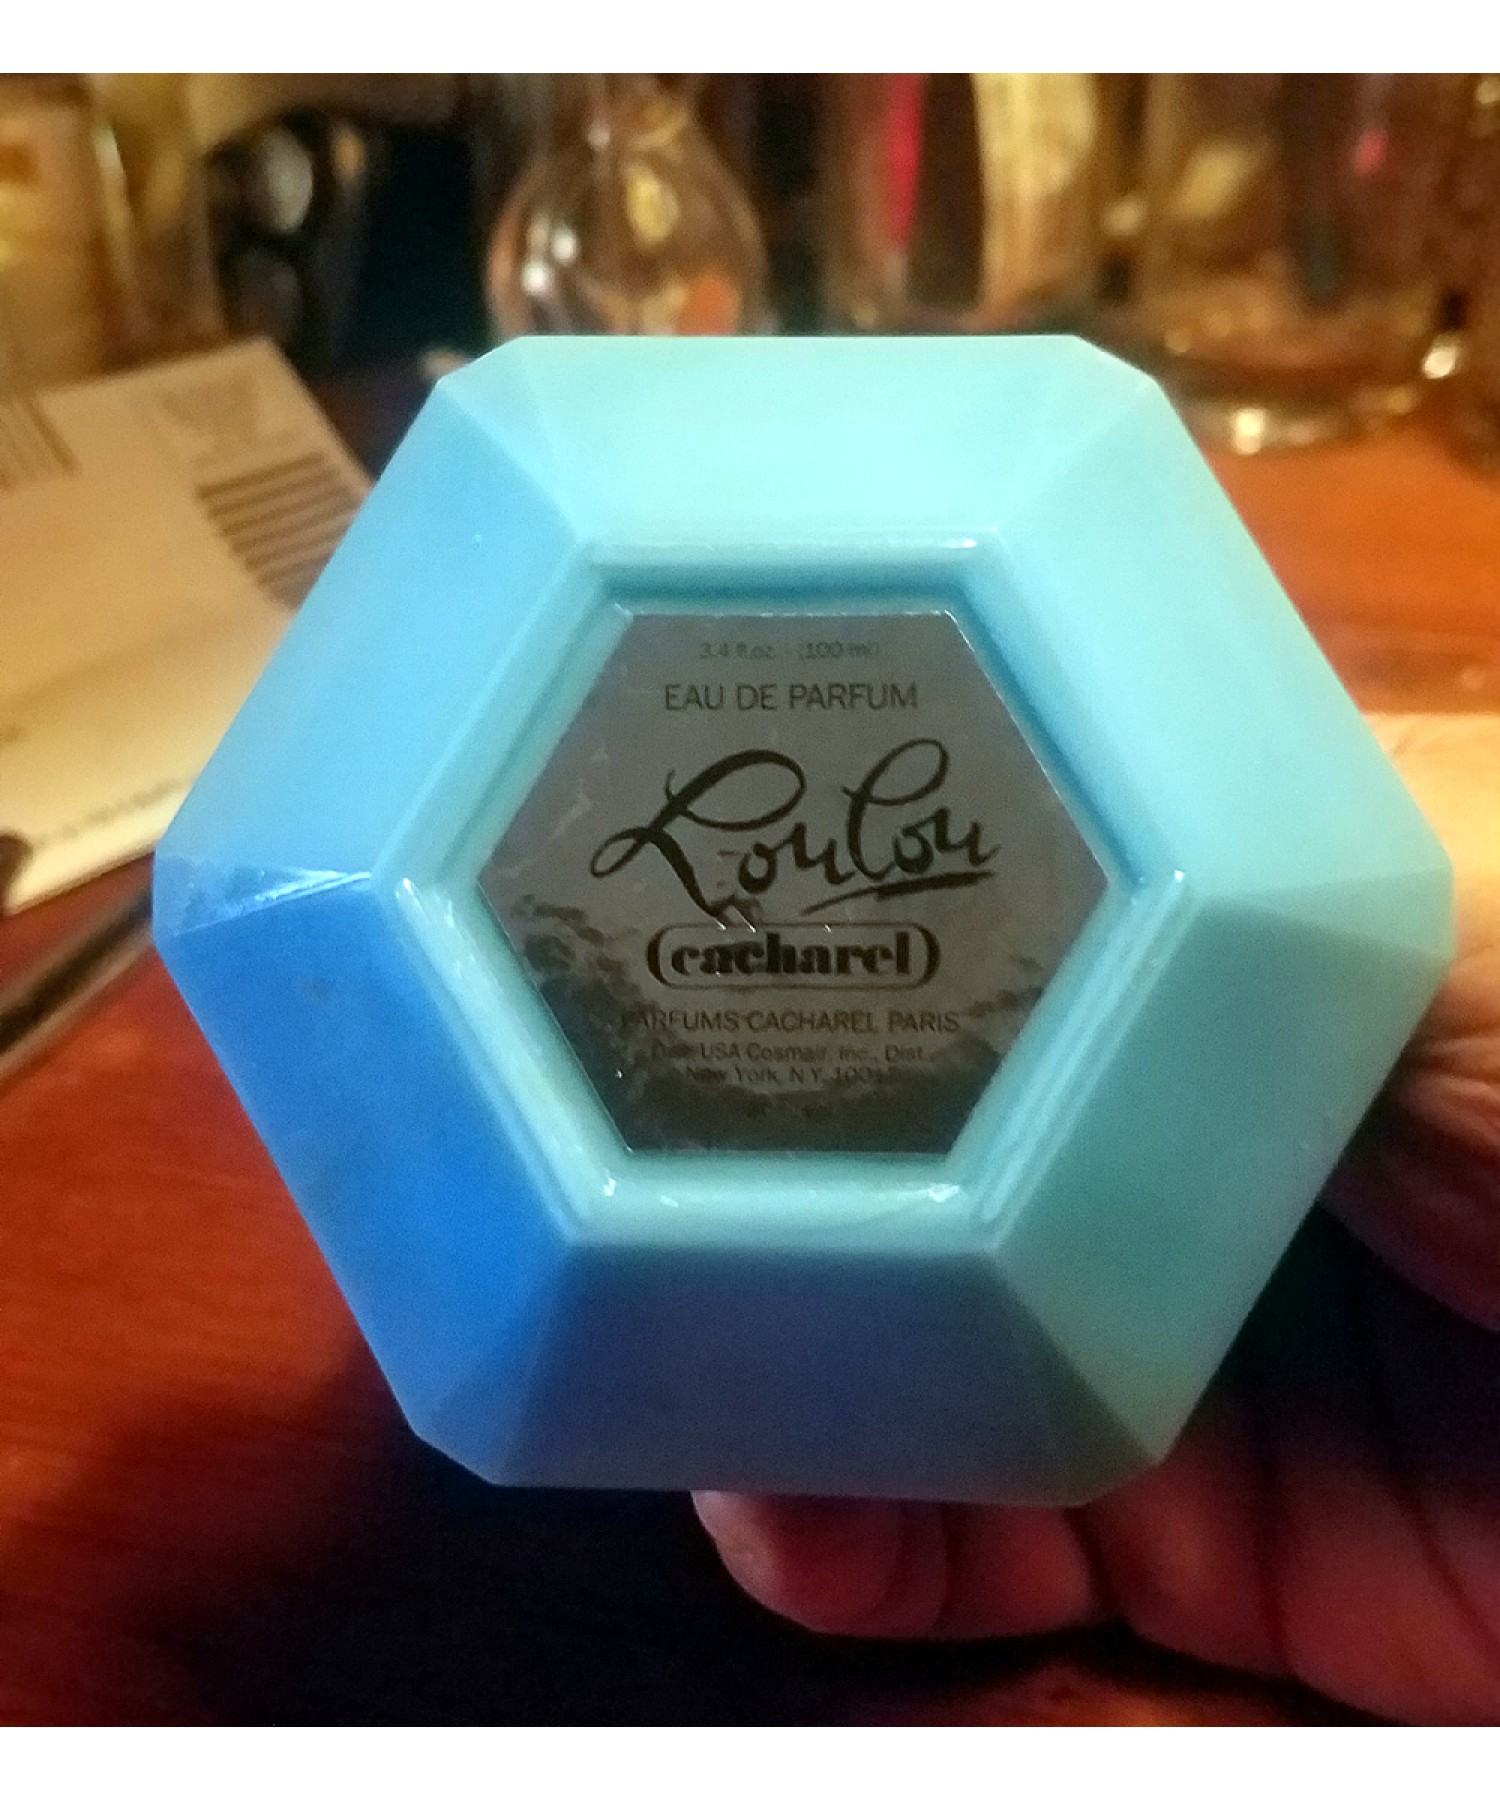 3.4 fl.oz. - (100 ml)
EAU DE PARFUM
Loulou
cacharel
PARFUMS CACHAREL PARIS
USA Cosmair, Inc., Dist.
New York, N.Y.